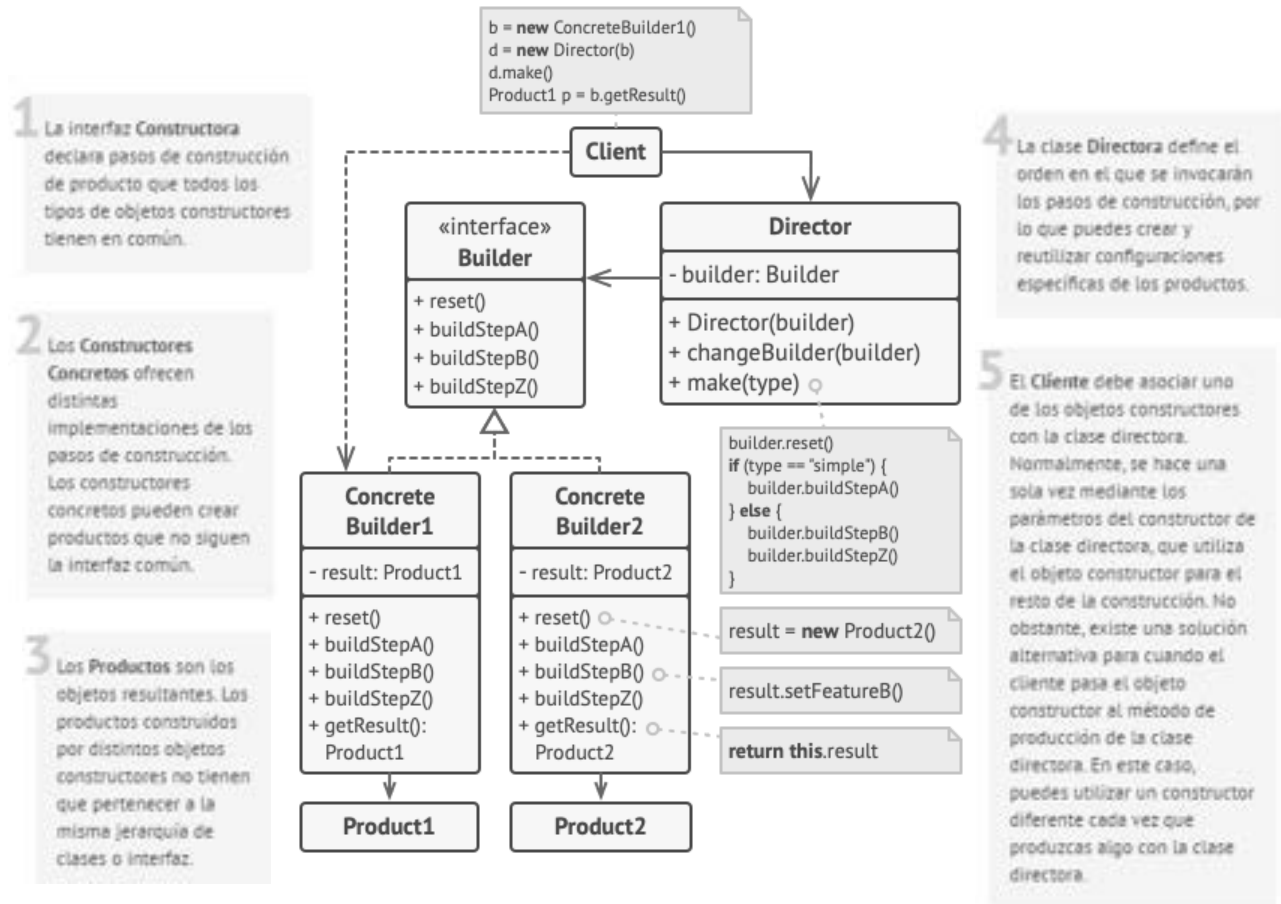 b = new ConcreteBuilder1()
d = new Director(b)
d.make()
Product1 p = b.getResult()
1
La interfaz Constructora
declara pasos de construcción
de producto que todos los
tipos de objetos constructores
tienen en común.
2
Los Constructores
Concretos ofrecen
distintas
implementaciones de los
pasos de construcción.
Los constructores
concretos pueden crear
productos que no siguen
la interfaz común.
3
Los Productos son los
objetos resultantes. Los
productos construidos
por distintos objetos
constructores no tienen
que pertenecer a la
misma jerarquía de
clases o interfaz.
Client
«interface»
Builder
+ reset()
+ buildStepA()
+ buildStepB()
+ buildStepZ()
Director
- builder: Builder
+ Director(builder)
+ changeBuilder(builder)
+ make(type)
builder.reset()
if (type == "simple") {
builder.buildStepA()
} else {
builder.buildStepB()
builder.buildStepZ()
}
Concrete
Builder1
- result: Product1
+ reset()
+ buildStepA()
+ buildStepB()
+ buildStepZ()
+ getResult():
Product1
Concrete
Builder2
- result: Product2
+ reset()
+ buildStepA()
+ buildStepB()
+ buildStepZ()
+ getResult():
Product2
result = new Product2()
result.setFeatureB()
return this.result
Product1
Product2
4
La clase Directora define el
orden en el que se invocarán
los pasos de construcción, por
lo que puedes crear y
reutilizar configuraciones
específicas de los productos.
5
El Cliente debe asociar uno
de los objetos constructores
con la clase directora.
Normalmente, se hace una
sola vez mediante los
parámetros del constructor de
la clase directora, que utiliza
el objeto constructor para el
resto de la construcción. No
obstante, existe una solución
alternativa para cuando el
cliente pasa el objeto
constructor al método de
producción de la clase
directora. En este caso,
puedes utilizar un constructor
diferente cada vez que
produzcas algo con la clase
directora.